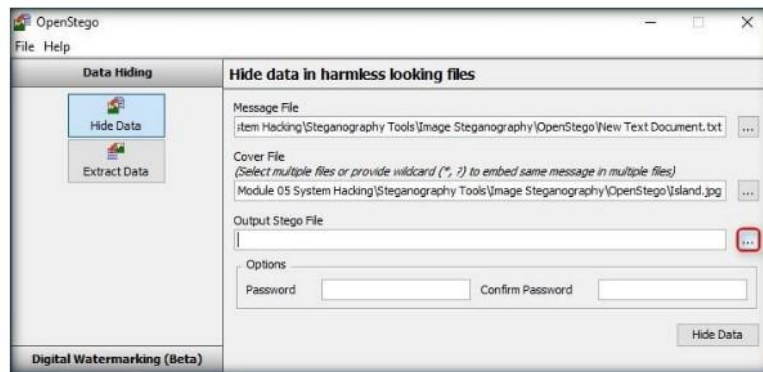 OpenStego
File Help
Data Hiding
Hide Data
Extract Data
Digital Watermarking (Beta)
Hide data in harmless looking files
Message File
stem Hacking\Steganography Tools\Image Steganography\OpenStego\New Text Document.txt
...
Cover File
(Select multiple files or provide wildcard (*, ?) to embed same message in multiple files)
Module 05 System Hacking\Steganography Tools\Image Steganography\OpenStego\Island.jpg
...
Output Stego File
...
Options
Password Confirm Password
Hide Data